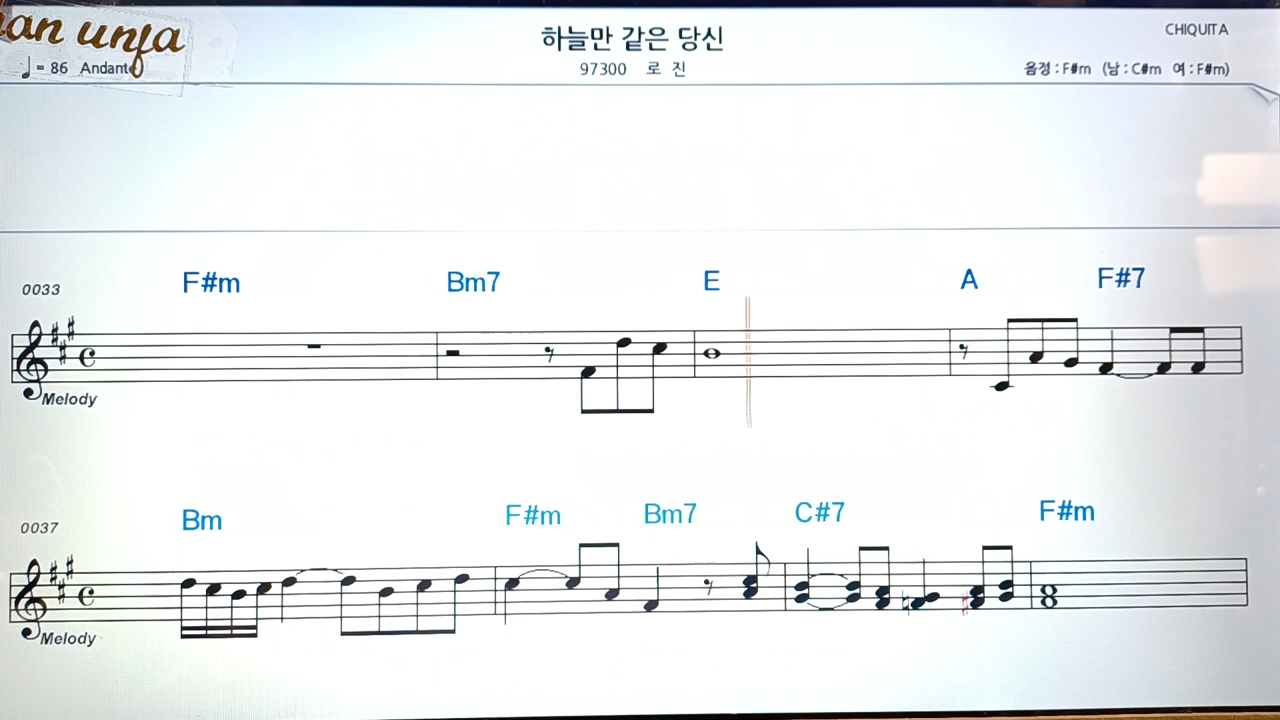 하늘만 같은 당신
CHIQUITA
♩= 86 Andante
97300 로 진
음정 : F#m (남 : C#m 여 : F#m)
F#m Bm7 E A F#7
0033
Melody
Bm F#m Bm7 C#7 F#m
0037
Melody